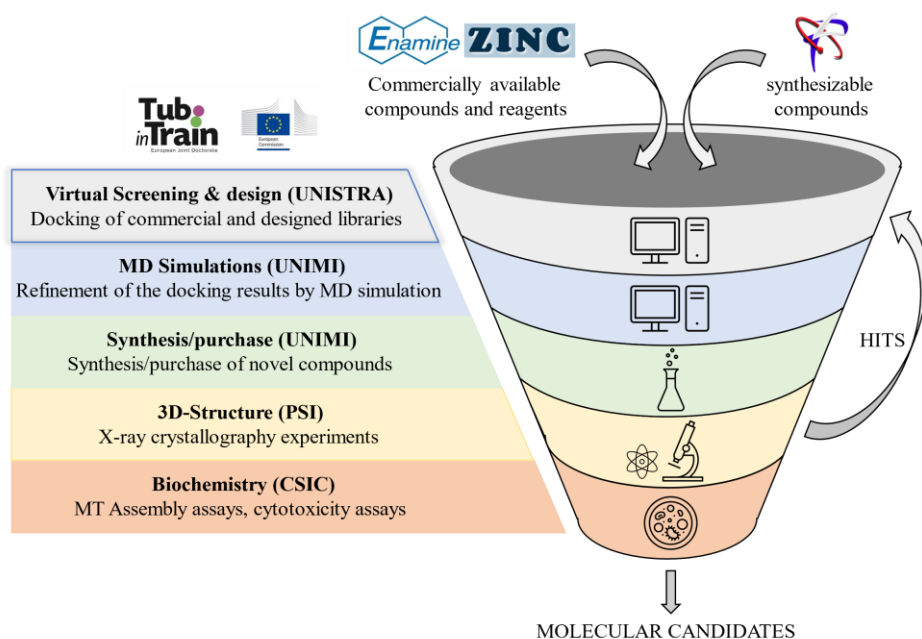 Enamine ZINC
Commercially available
compounds and reagents
synthesizable
compounds
Tub
inTrain
European Joint Doctorate
European
Commission
Virtual Screening & design (UNISTRA)
Docking of commercial and designed libraries
MD Simulations (UNIMI)
Refinement of the docking results by MD simulation
Synthesis/purchase (UNIMI)
Synthesis/purchase of novel compounds
3D-Structure (PSI)
X-ray crystallography experiments
Biochemistry (CSIC)
MT Assembly assays, cytotoxicity assays
HITS
MOLECULAR CANDIDATES